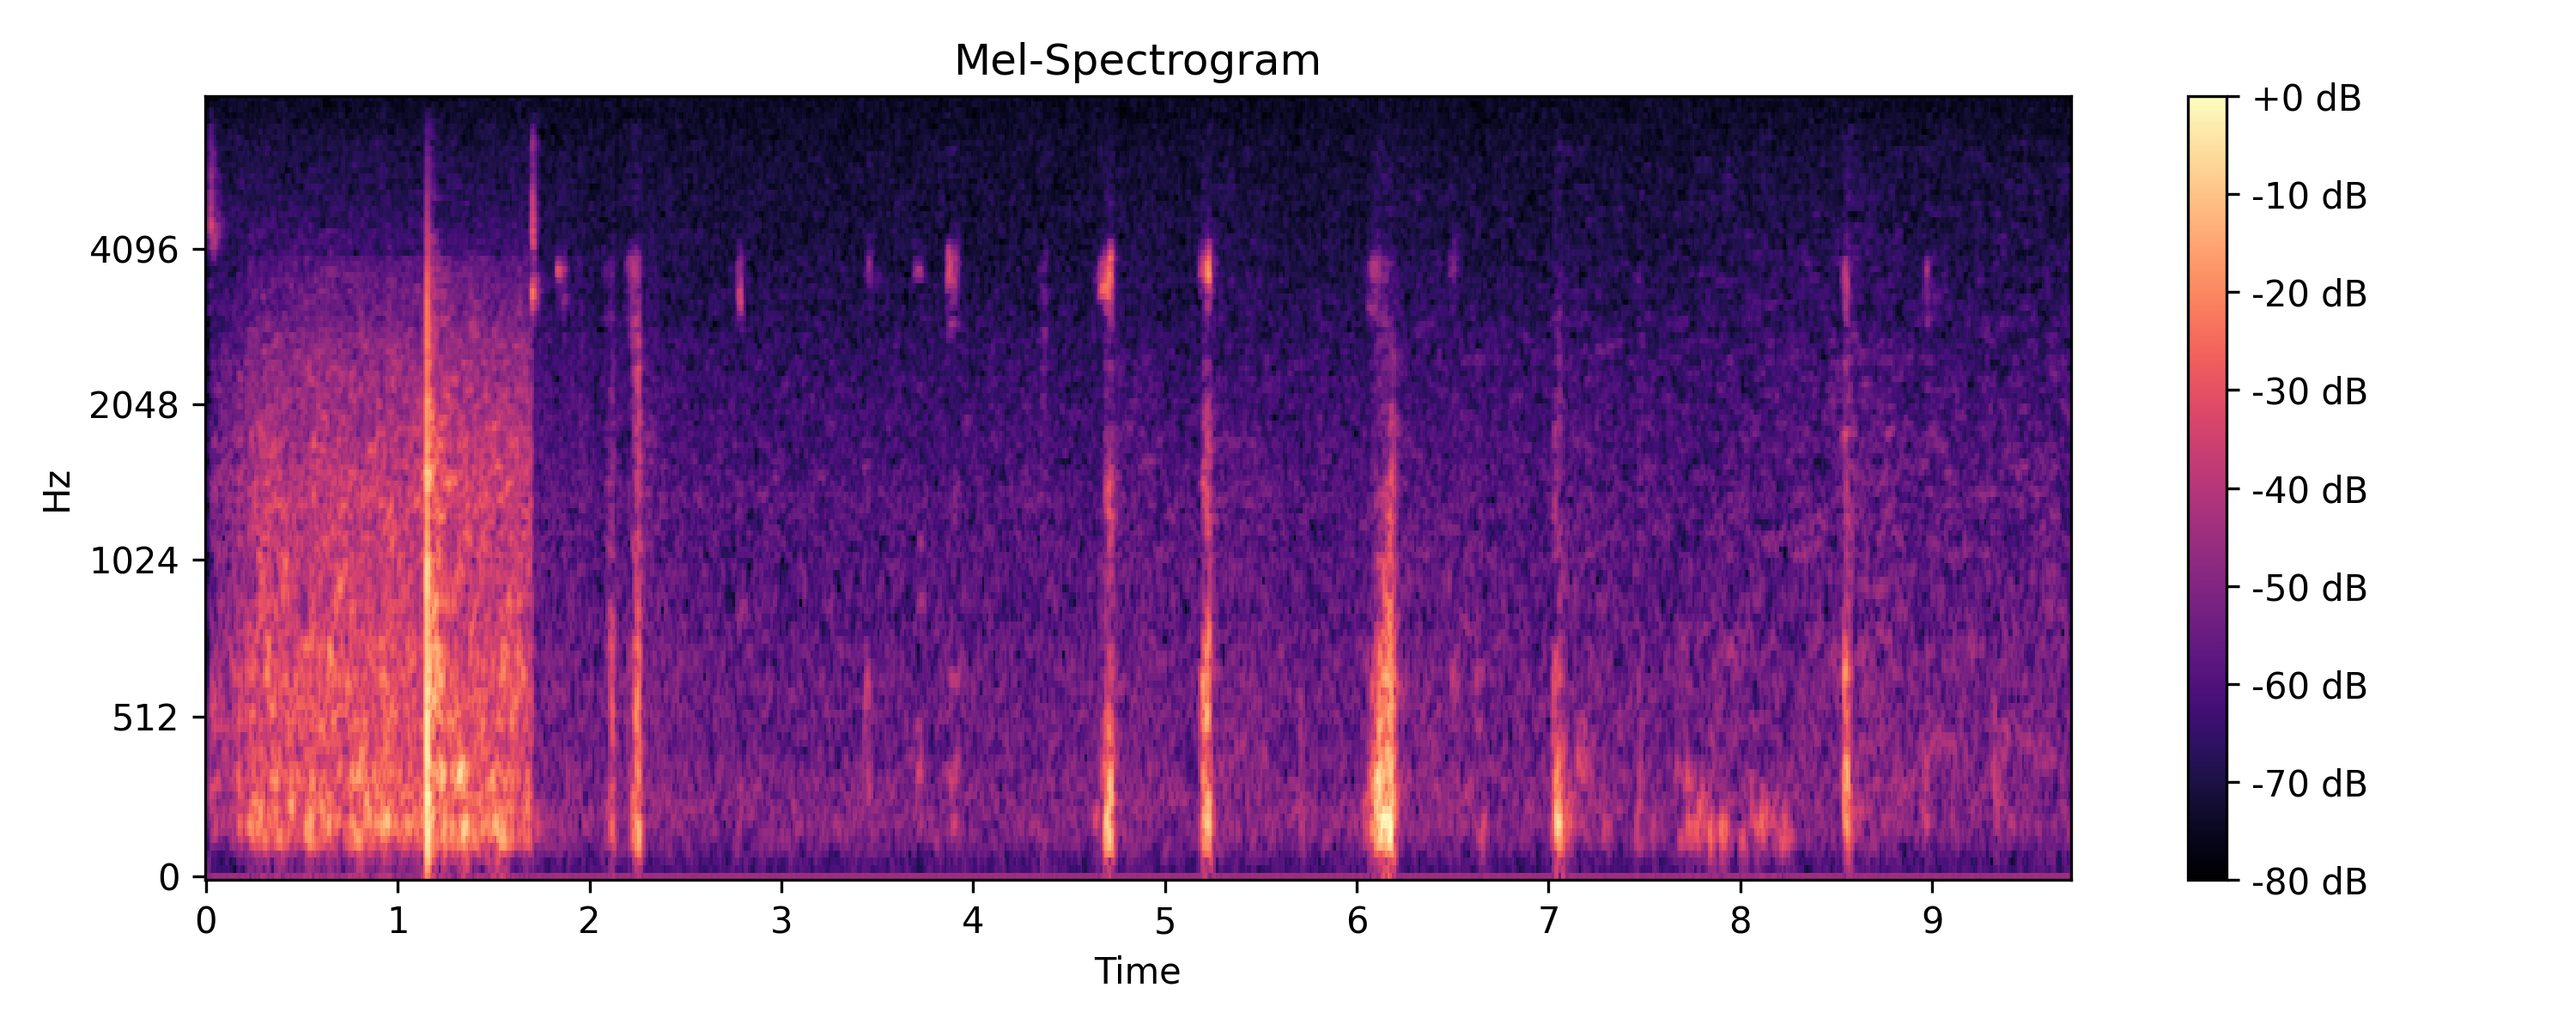 Mel-Spectrogram
+0 dB
-10 dB
-20 dB
-30 dB
-40 dB
-50 dB
-60 dB
-70 dB
-80 dB
4096
2048
1024
512
0
Hz
0 1 2 3 4 5 6 7 8 9
Time